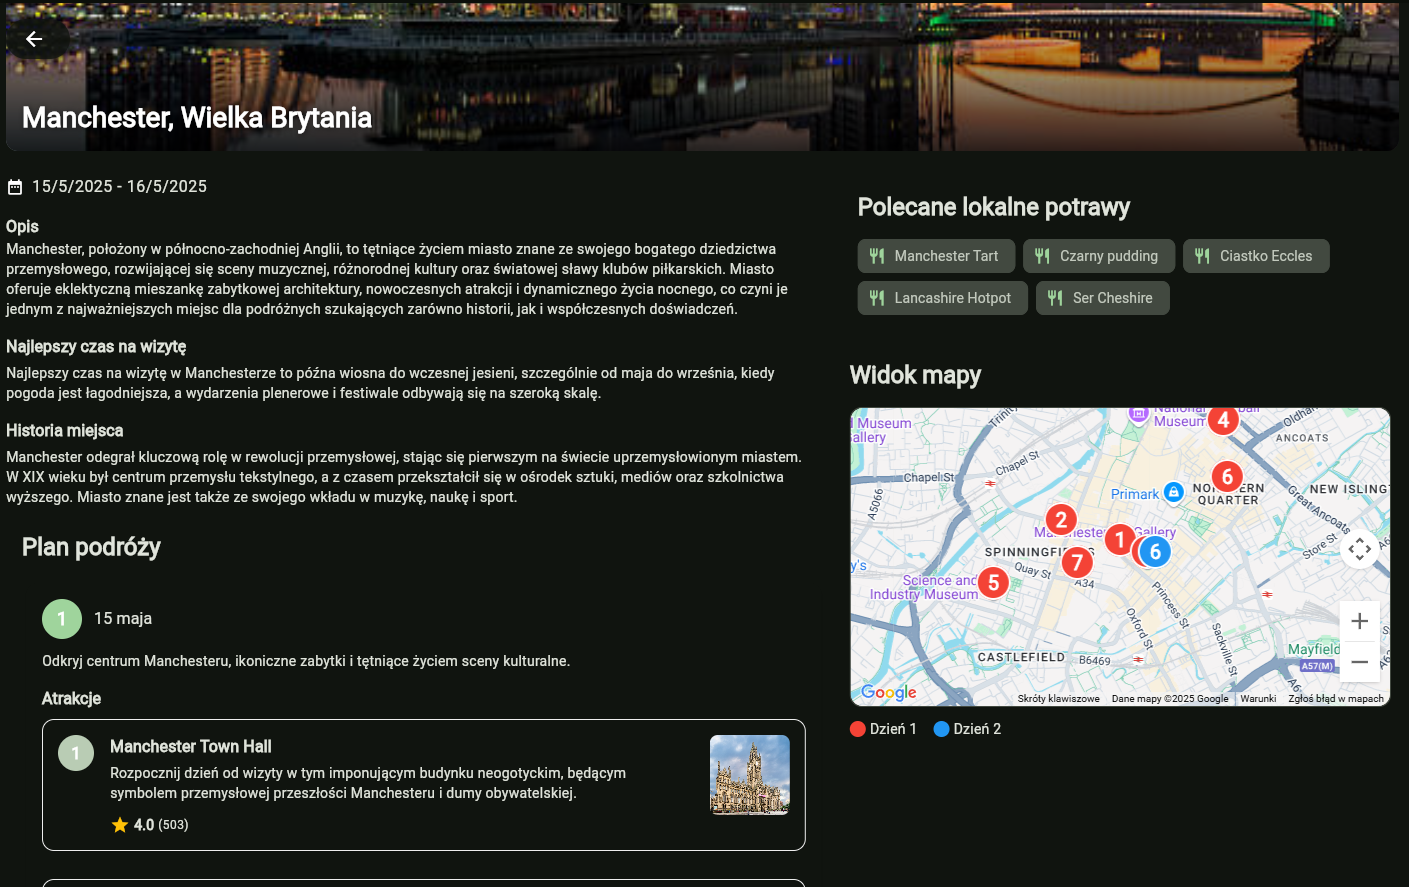 Manchester, Wielka Brytania
15/5/2025 - 16/5/2025
Opis
Manchester, położony w północno-zachodniej Anglii, to tętniące życiem miasto znane ze swojego bogatego dziedzictwa
przemysłowego, rozwijającej się sceny muzycznej, różnorodnej kultury oraz światowej sławy klubów piłkarskich. Miasto
oferuje eklektyczną mieszankę zabytkowej architektury, nowoczesnych atrakcji i dynamicznego życia nocnego, co czyni je
jednym z najważniejszych miejsc dla podróżnych szukających zarówno historii, jak i współczesnych doświadczeń.
Najlepszy czas na wizytę
Najlepszy czas na wizytę w Manchesterze to późna wiosna do wczesnej jesieni, szczególnie od maja do września, kiedy
pogoda jest łagodniejsza, a wydarzenia plenerowe i festiwale odbywają się na szeroką skalę.
Historia miejsca
Manchester odegrał kluczową rolę w rewolucji przemysłowej, stając się pierwszym na świecie uprzemysłowionym miastem.
W XIX wieku był centrum przemysłu tekstylnego, a z czasem przekształcił się w ośrodek sztuki, mediów oraz szkolnictwa
wyższego. Miasto znane jest także ze swojego wkładu w muzykę, naukę i sport.
Plan podróży
1 15 maja
Odkryj centrum Manchesteru, ikoniczne zabytki i tętniące życiem sceny kulturalne.
Atrakcje
1 Manchester Town Hall
Rozpocznij dzień od wizyty w tym imponującym budynku neogotyckim, będącym
symbolem przemysłowej przeszłości Manchesteru i dumy obywatelskiej.
4.0 (503)
Polecane lokalne potrawy
Manchester Tart Czarny pudding Ciastko Eccles
Lancashire Hotpot Ser Cheshire
Widok mapy
Museum
4
Oldham
ANCOATS
l Museum
allery
Trinity
Chapel St
6
Chapel St
A5066
Primark
NORTHERN
QUARTER
NEW ISLINGT
Great Ancoats
2
Manchester Gallery
1
6
Store St
SPINNINGFI S
7
Quay St
A34
5
Science and
Industry Museum
Princess St
Oxford St
Sackville St
CASTLEFIELD
B6469
Mayfield
A57(M)
Google
Skróty klawiszowe Dane mapy ©2025 Google Warunki Zgłoś błąd w mapach
Dzień 1 Dzień 2